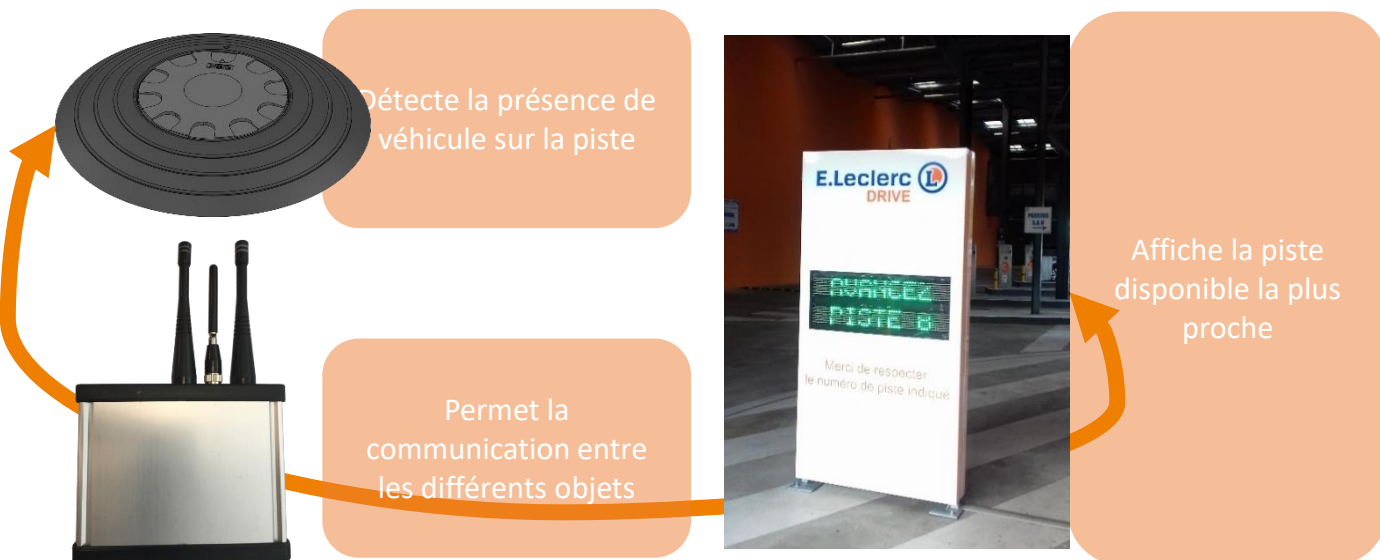 Détecte la présence de
véhicule sur la piste
E.Leclerc L
DRIVE
PARKING
AVANCEZ
PISTE 8
Merci de respecter
le numéro de piste indiqué
Affiche la piste
disponible la plus
proche
Permet la
communication entre
les différents objets